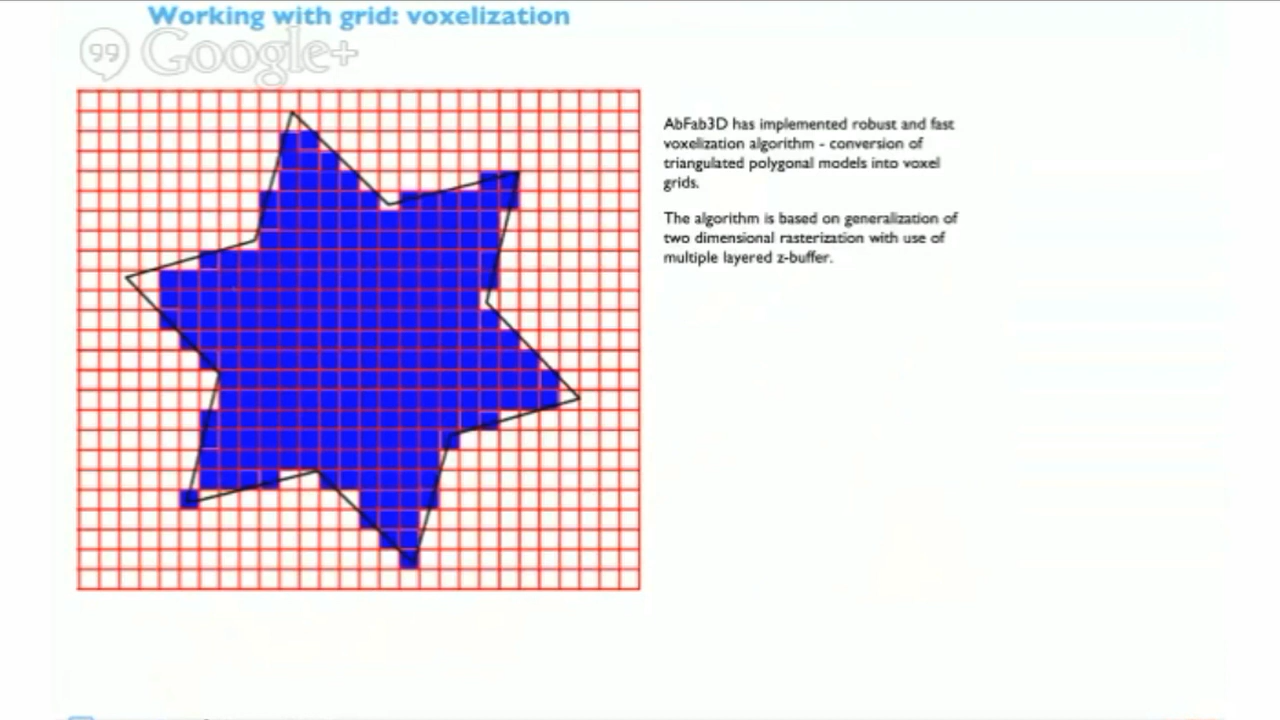 Working with grid: voxelization
Google+
AbFab3D has implemented robust and fast
voxelization algorithm - conversion of
triangulated polygonal models into voxel
grids.
The algorithm is based on generalization of
two dimensional rasterization with use of
multiple layered z-buffer.